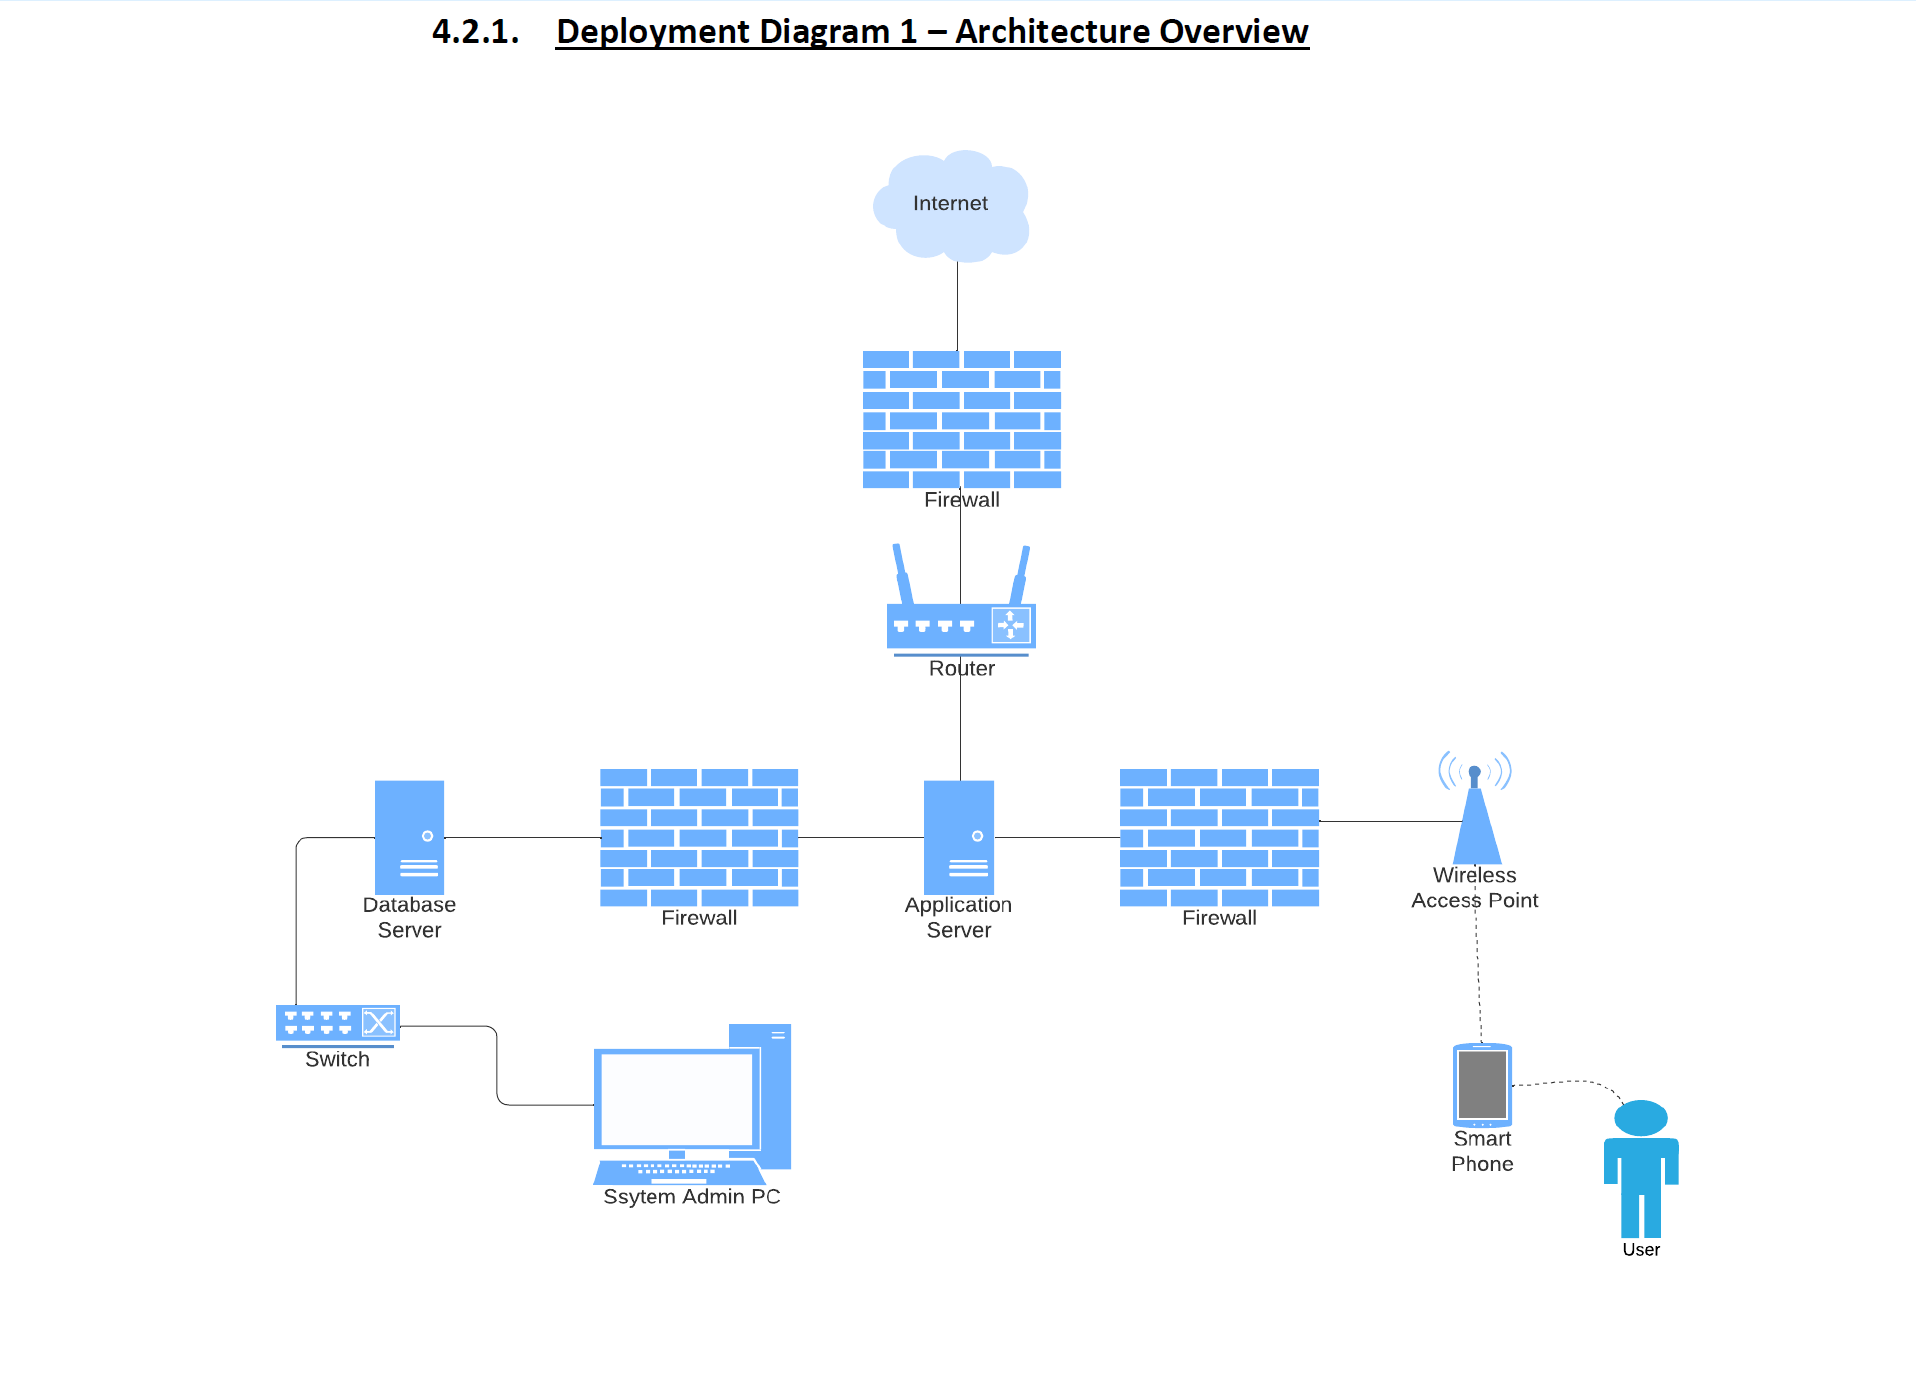 4.2.1. Deployment Diagram 1 – Architecture Overview
Internet
Firewall
Router
Database
Server
Firewall
Application
Server
Firewall
Wireless
Access Point
Switch
Ssytem Admin PC
Smart
Phone
User